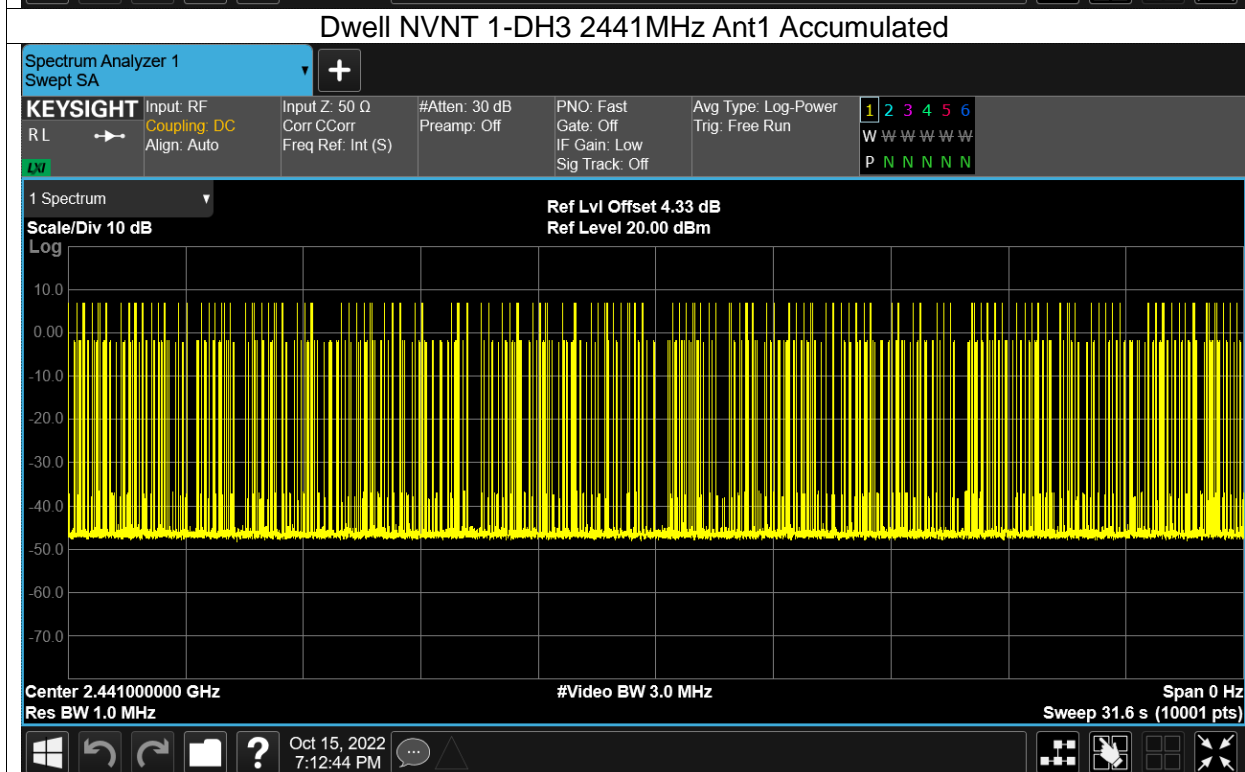 Dwell NVNT 1-DH3 2441MHz Ant1 Accumulated
Spectrum Analyzer 1
Swept SA
KEYSIGHT
R L
LXI
Input: RF
Coupling: DC
Align: Auto
Input Z: 50 Ω
Corr CCorr
Freq Ref: Int (S)
#Atten: 30 dB
Preamp: Off
PNO: Fast
Gate: Off
IF Gain: Low
Sig Track: Off
Avg Type: Log-Power
Trig: Free Run
1 2 3 4 5 6
W W W W W W
P N N N N N
1 Spectrum
Scale/Div 10 dB
Ref Lvl Offset 4.33 dB
Ref Level 20.00 dBm
Log
10.0
0.00
-10.0
-20.0
-30.0
-40.0
-50.0
-60.0
-70.0
Center 2.441000000 GHz
#Video BW 3.0 MHz
Span 0 Hz
Res BW 1.0 MHz
Sweep 31.6 s (10001 pts)
?
Oct 15, 2022
7:12:44 PM